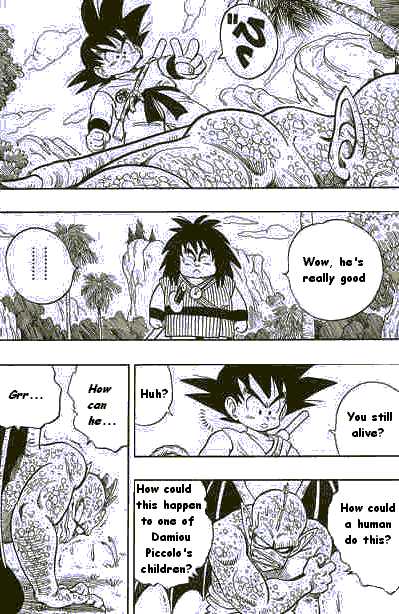 Wow, he's
really good
......
You still
alive?
Huh?
How could
a human
do this?
How could
this happen
to one of
Damiou
Piccolo's
children?
How
can
he...
Grr...